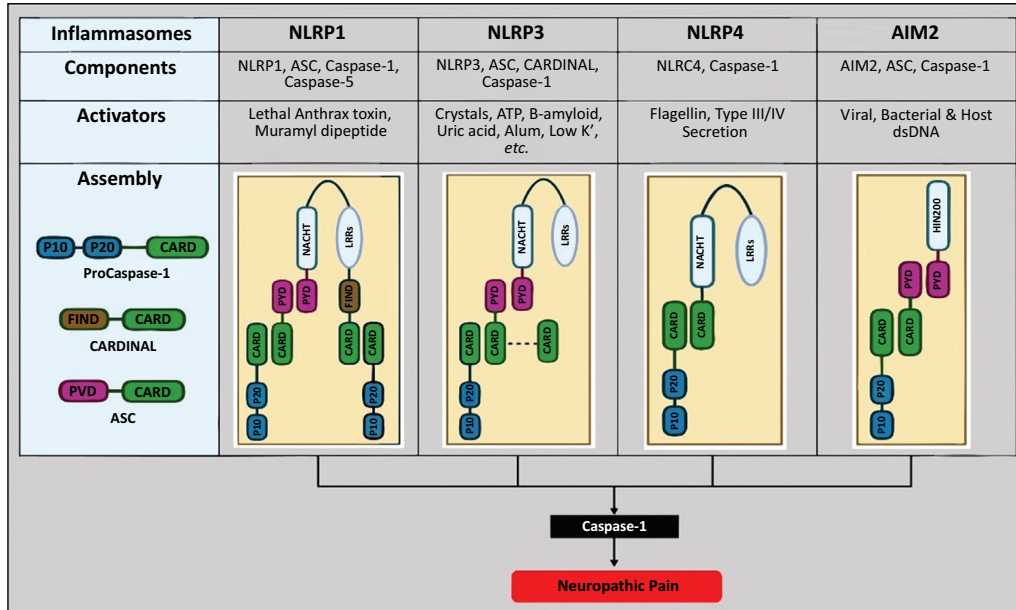 Inflammasomes
NLRP1
NLRP3
NLRP4
AIM2
Components
NLRP1, ASC, Caspase-1,
Caspase-5
NLRP3, ASC, CARDINAL,
Caspase-1
NLRC4, Caspase-1
AIM2, ASC, Caspase-1
Activators
Lethal Anthrax toxin,
Muramyl dipeptide
Crystals, ATP, B-amyloid,
Uric acid, Alum, Low K',
etc.
Flagellin, Type III/IV
Secretion
Viral, Bacterial & Host
dsDNA
Assembly
P10 P20 CARD
ProCaspase-1
FIND CARD
CARDINAL
PVD CARD
ASC
NACHT LRRs
PYD PYD FIND
CARD CARD CARD CARD
P20 P20
P10 P10
NACHT LRRs
PYD PYD
CARD CARD CARD
P20
P10
NACHT LRRs
CARD CARD
P20
P10
HIN200
PYD PYD
CARD CARD
P20
P10
Caspase-1
Neuropathic Pain